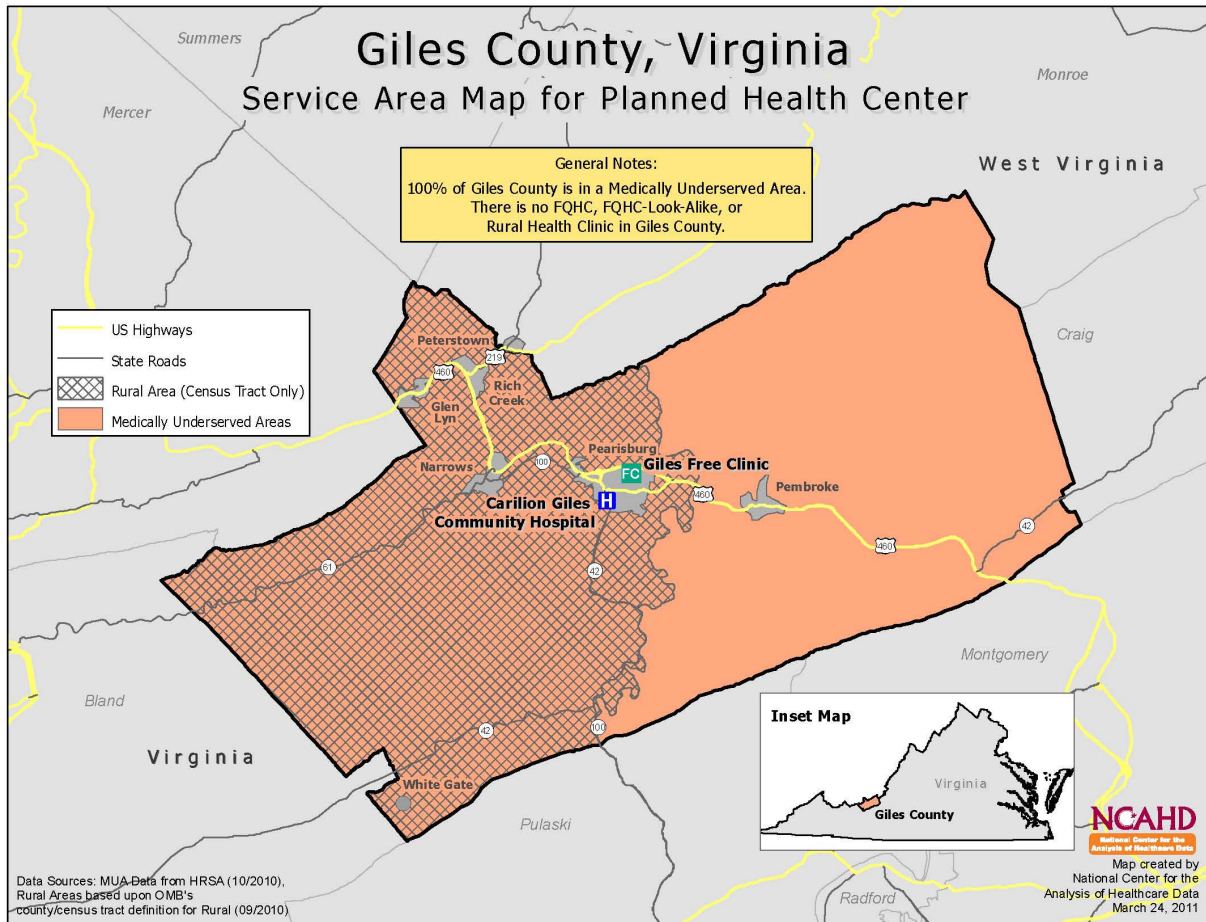 Giles County, Virginia
Service Area Map for Planned Health Center
Summers
Monroe
Mercer
General Notes:
100% of Giles County is in a Medically Underserved Area.
There is no FQHC, FQHC-Look-Alike, or
Rural Health Clinic in Giles County.
West Virginia
US Highways
State Roads
Rural Area (Census Tract Only)
Medically Underserved Areas
Craig
Peterstown
219
460
Rich
Creek
Glen
Lyn
Narrows
100
Pearisburg
FC
Giles Free Clinic
Carilion Giles
Community Hospital
H
460
Pembroke
460
42
61
42
Montgomery
Bland
Virginia
42
100
White Gate
Pulaski
Inset Map
Virginia
Giles County
NCAHD
National Center for the
Analysis of Healthcare Data
Map created by
National Center for the
Analysis of Healthcare Data
March 24, 2011
Radford
Data Sources: MUA Data from HRSA (10/2010),
Rural Areas based upon OMB's
county/census tract definition for Rural (09/2010)